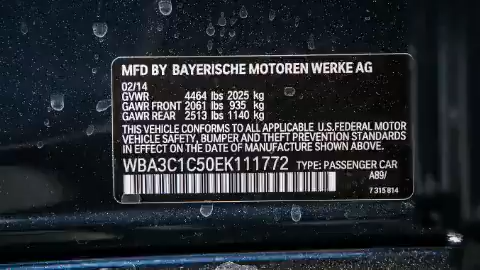 MFD BY BAYERISCHE MOTOREN WERKE AG
02/14
GVWR 4464 lbs 2025 kg
GAWR FRONT 2061 lbs 935 kg
GAWR REAR 2513 lbs 1140 kg
THIS VEHICLE CONFORMS TO ALL APPLICABLE U.S.FEDERAL MOTOR
VEHICLE SAFETY, BUMPER AND THEFT PREVENTION STANDARDS
IN EFFECT ON THE DATE OF MANUFACTURE SHOWN ABOVE.
WBA3C1C50EK111772 TYPE: PASSENGER CAR
A89/
7 315 814